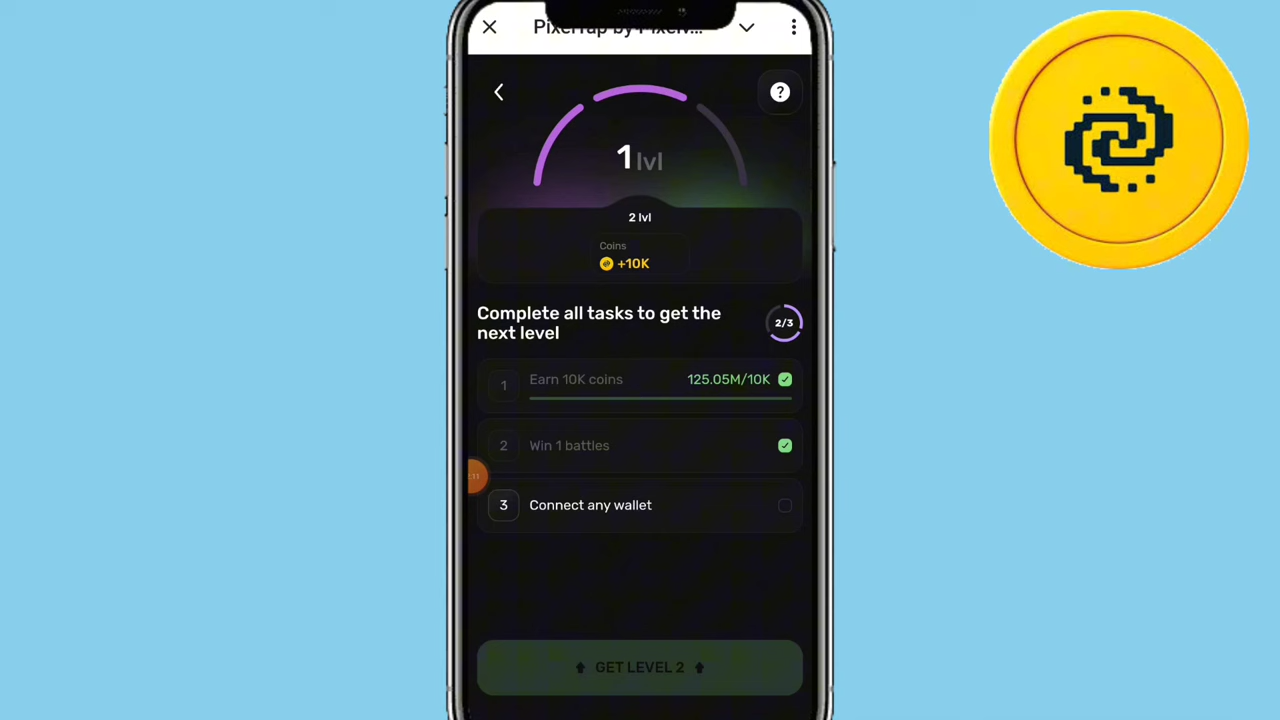 1 lvl
2 lvl
Coins
+10K
Complete all tasks to get the
next level
2/3
1 Earn 10K coins 125.05M/10K
2 Win 1 battles
3 Connect any wallet
GET LEVEL 2